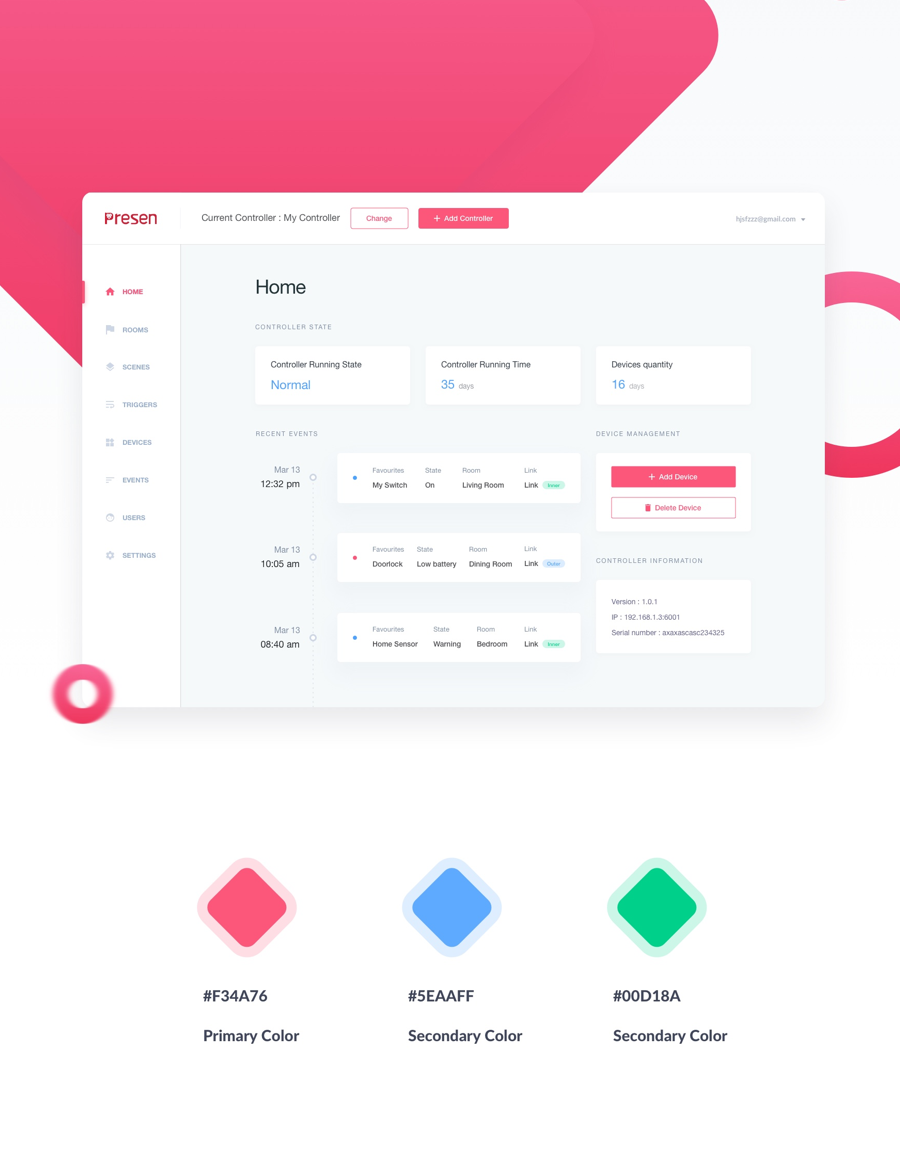 Presen
Current Controller : My Controller
Change
+ Add Controller
hjsfzzz@gmail.com
HOME
ROOMS
SCENES
TRIGGERS
DEVICES
EVENTS
USERS
SETTINGS
Home
CONTROLLER STATE
Controller Running State
Normal
Controller Running Time
35 days
Devices quantity
16 days
RECENT EVENTS
Mar 13
12:32 pm
Favourites State Room Link
My Switch On Living Room Link Inner
Mar 13
10:05 am
Favourites State Room Link
Doorlock Low battery Dining Room Link Outer
Mar 13
08:40 am
Favourites State Room Link
Home Sensor Warning Bedroom Link Inner
DEVICE MANAGEMENT
+ Add Device
Delete Device
CONTROLLER INFORMATION
Version : 1.0.1
IP : 192.168.1.3:6001
Serial number : axaxascasc234325
#F34A76
Primary Color
#5EAAFF
Secondary Color
#00D18A
Secondary Color